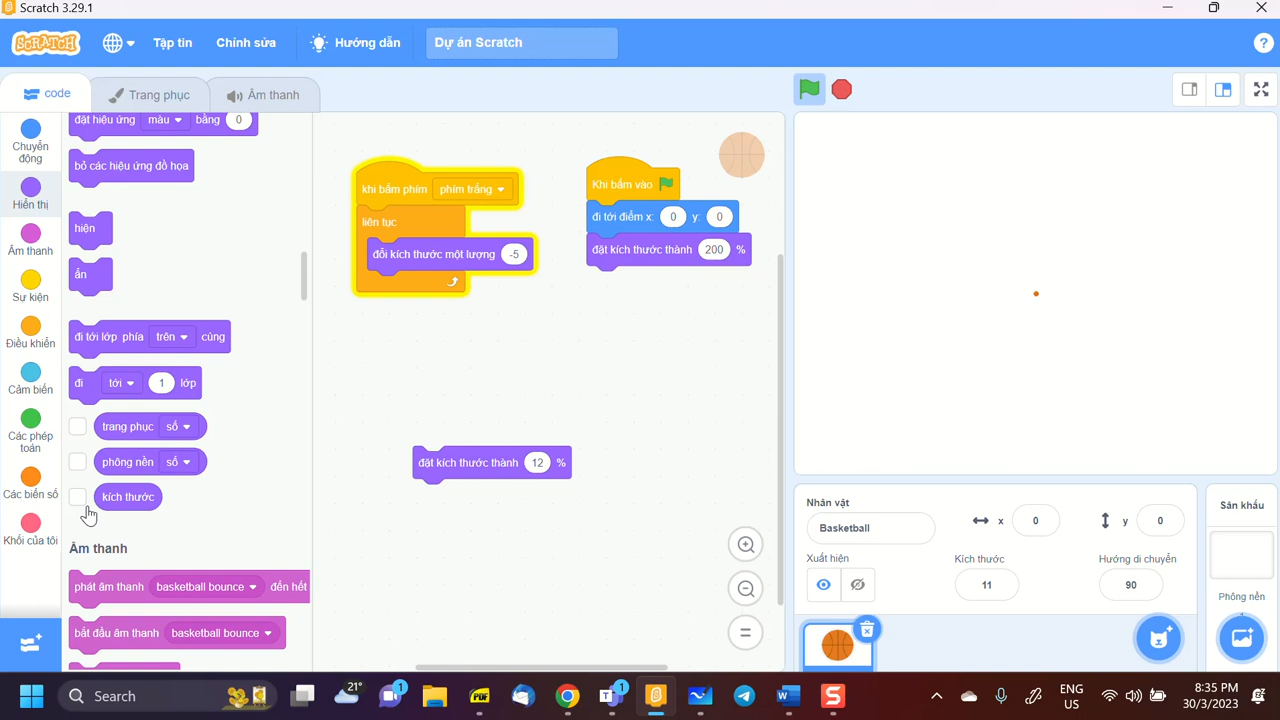 Scratch 3.29.1
SCRATCH
Tập tin
Chỉnh sửa
Hướng dẫn
Dự án Scratch
code
Trang phục
Âm thanh
Chuyển động
Hiển thị
Âm thanh
Sự kiện
Điều khiển
Cảm biến
Các phép toán
Các biến số
Khối của tôi
đặt hiệu ứng màu bằng 0
bỏ các hiệu ứng đồ họa
hiện
ẩn
đi tới lớp phía trên cùng
đi tới 1 lớp
trang phục số
phông nền số
kích thước
Âm thanh
phát âm thanh basketball bounce đến hết
bắt đầu âm thanh basketball bounce
khi bấm phím phím trắng
liên tục
đổi kích thước một lượng -5
Khi bấm vào
đi tới điểm x: 0 y: 0
đặt kích thước thành 200 %
đặt kích thước thành 12 %
Nhân vật
Basketball
x 0
y 0
Xuất hiện
Kích thước
11
Hướng di chuyển
90
Sân khấu
Phông nền
Search
21°
1
PDF
1
W
S
ENG
US
8:35 PM
30/3/2023